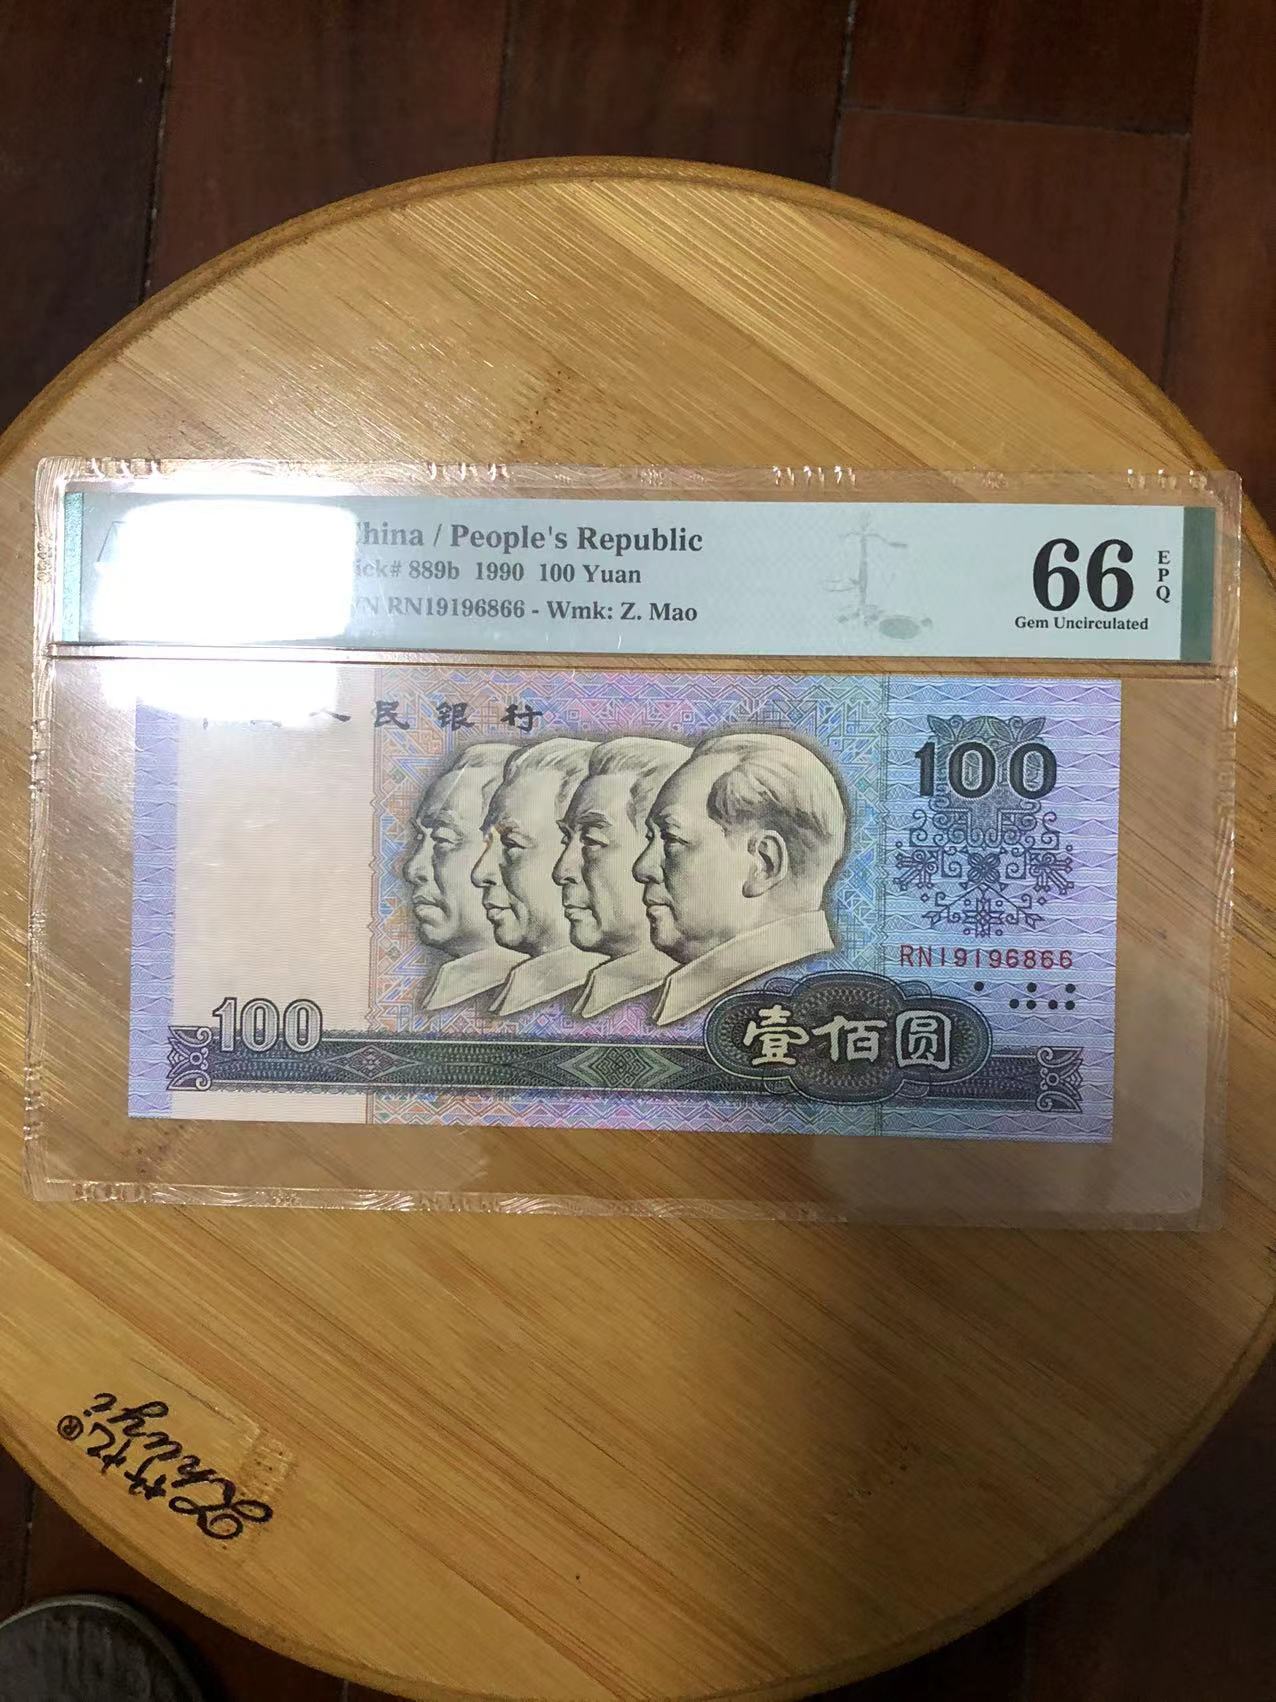 China / People's Republic
889b 1990 100 Yuan
RN19196866 - Wmk: Z. Mao
66
EPQ
Gem Uncirculated
人民银行
100
RN19196866
100
壹佰圆
Chuyi